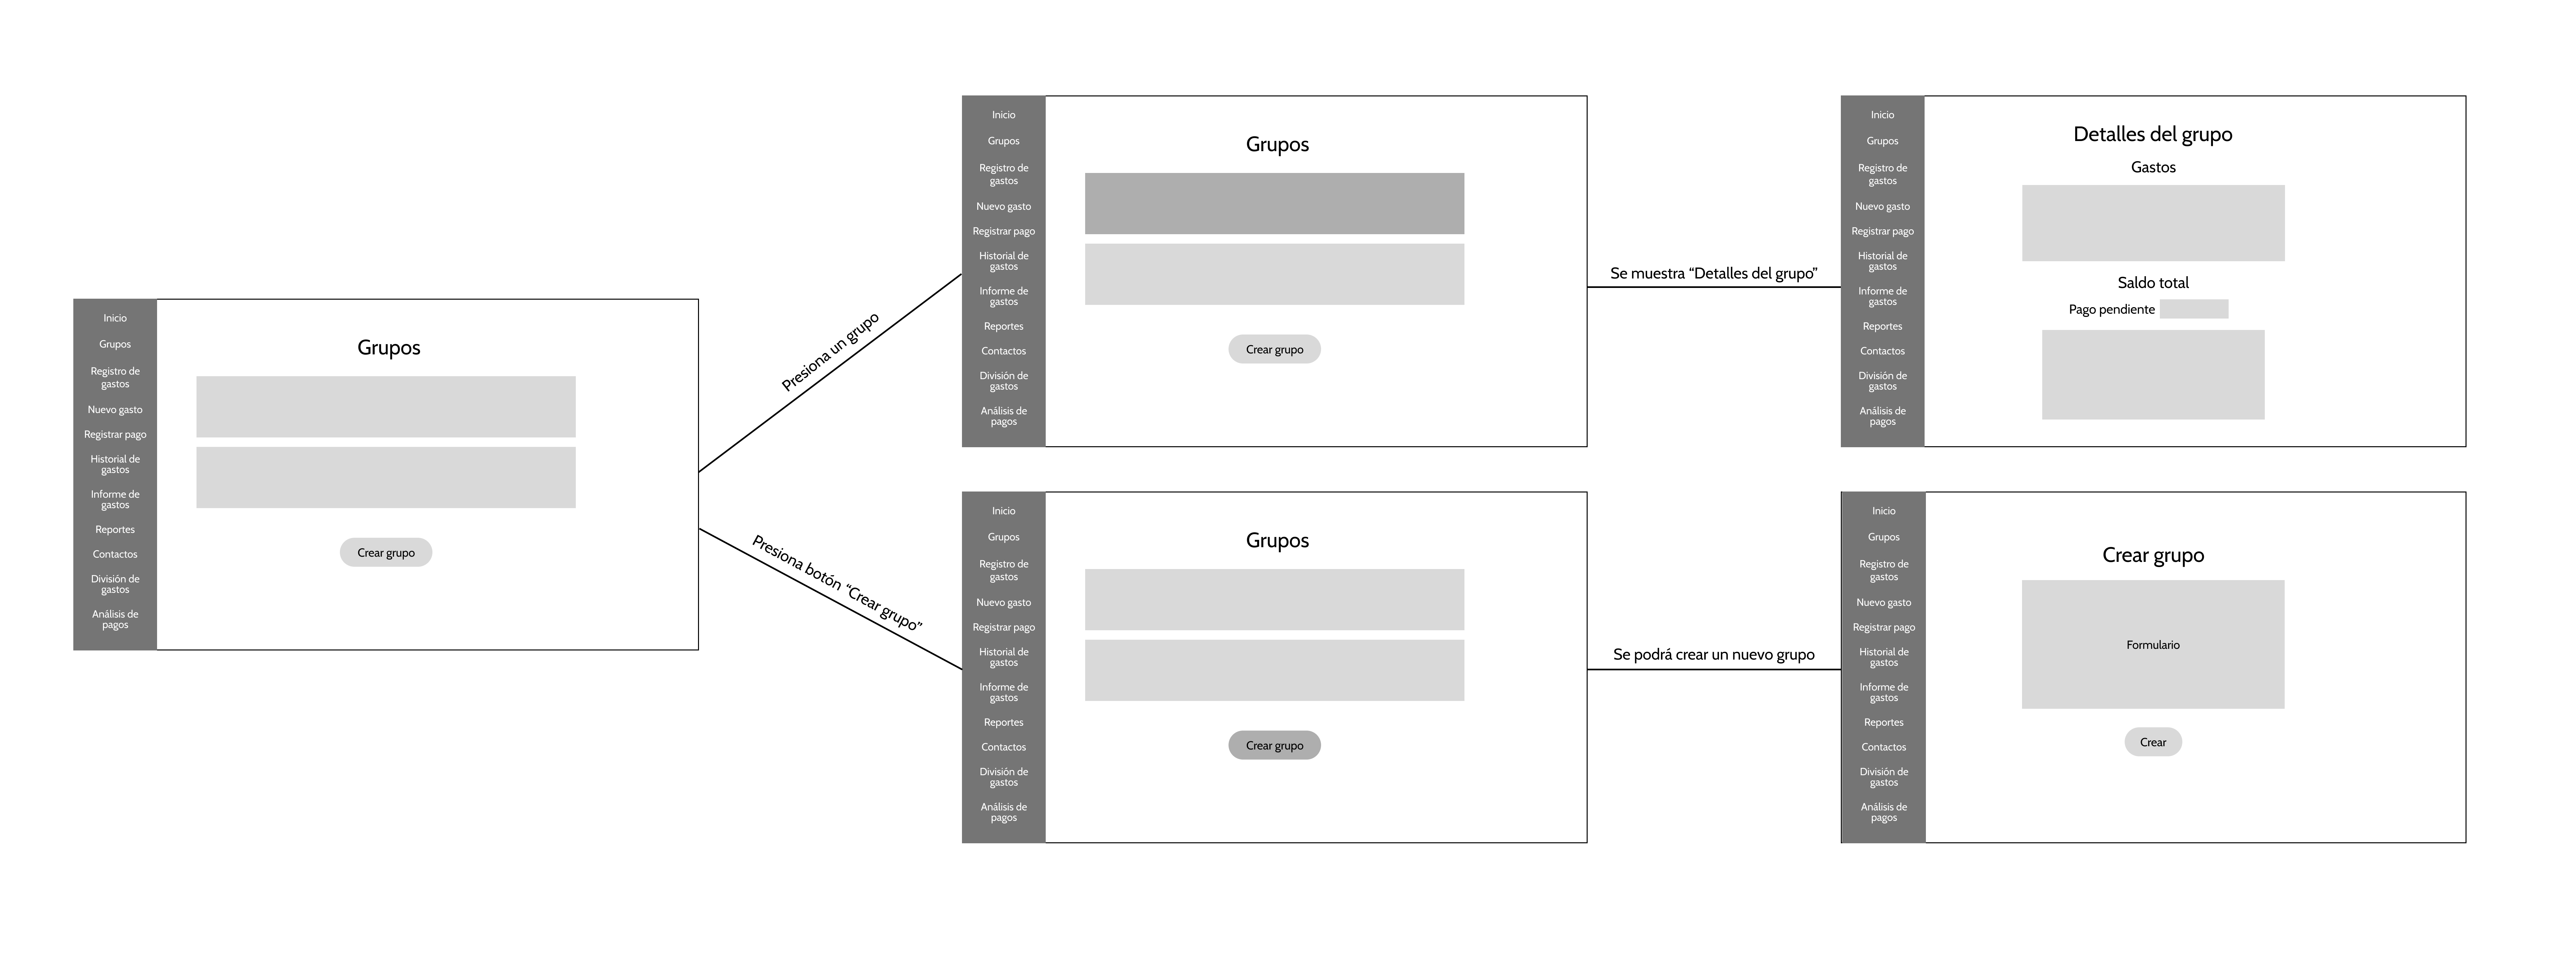 Inicio
Grupos
Registro de
gastos
Nuevo gasto
Registrar pago
Historial de
gastos
Informe de
gastos
Reportes
Contactos
División de
gastos
Análisis de
pagos
Grupos
Crear grupo
Presiona un grupo
Presiona botón “Crear grupo”
Inicio
Grupos
Registro de
gastos
Nuevo gasto
Registrar pago
Historial de
gastos
Informe de
gastos
Reportes
Contactos
División de
gastos
Análisis de
pagos
Grupos
Crear grupo
Se muestra “Detalles del grupo”
Inicio
Grupos
Registro de
gastos
Nuevo gasto
Registrar pago
Historial de
gastos
Informe de
gastos
Reportes
Contactos
División de
gastos
Análisis de
pagos
Detalles del grupo
Gastos
Saldo total
Pago pendiente
Inicio
Grupos
Registro de
gastos
Nuevo gasto
Registrar pago
Historial de
gastos
Informe de
gastos
Reportes
Contactos
División de
gastos
Análisis de
pagos
Grupos
Crear grupo
Se podrá crear un nuevo grupo
Inicio
Grupos
Registro de
gastos
Nuevo gasto
Registrar pago
Historial de
gastos
Informe de
gastos
Reportes
Contactos
División de
gastos
Análisis de
pagos
Crear grupo
Formulario
Crear